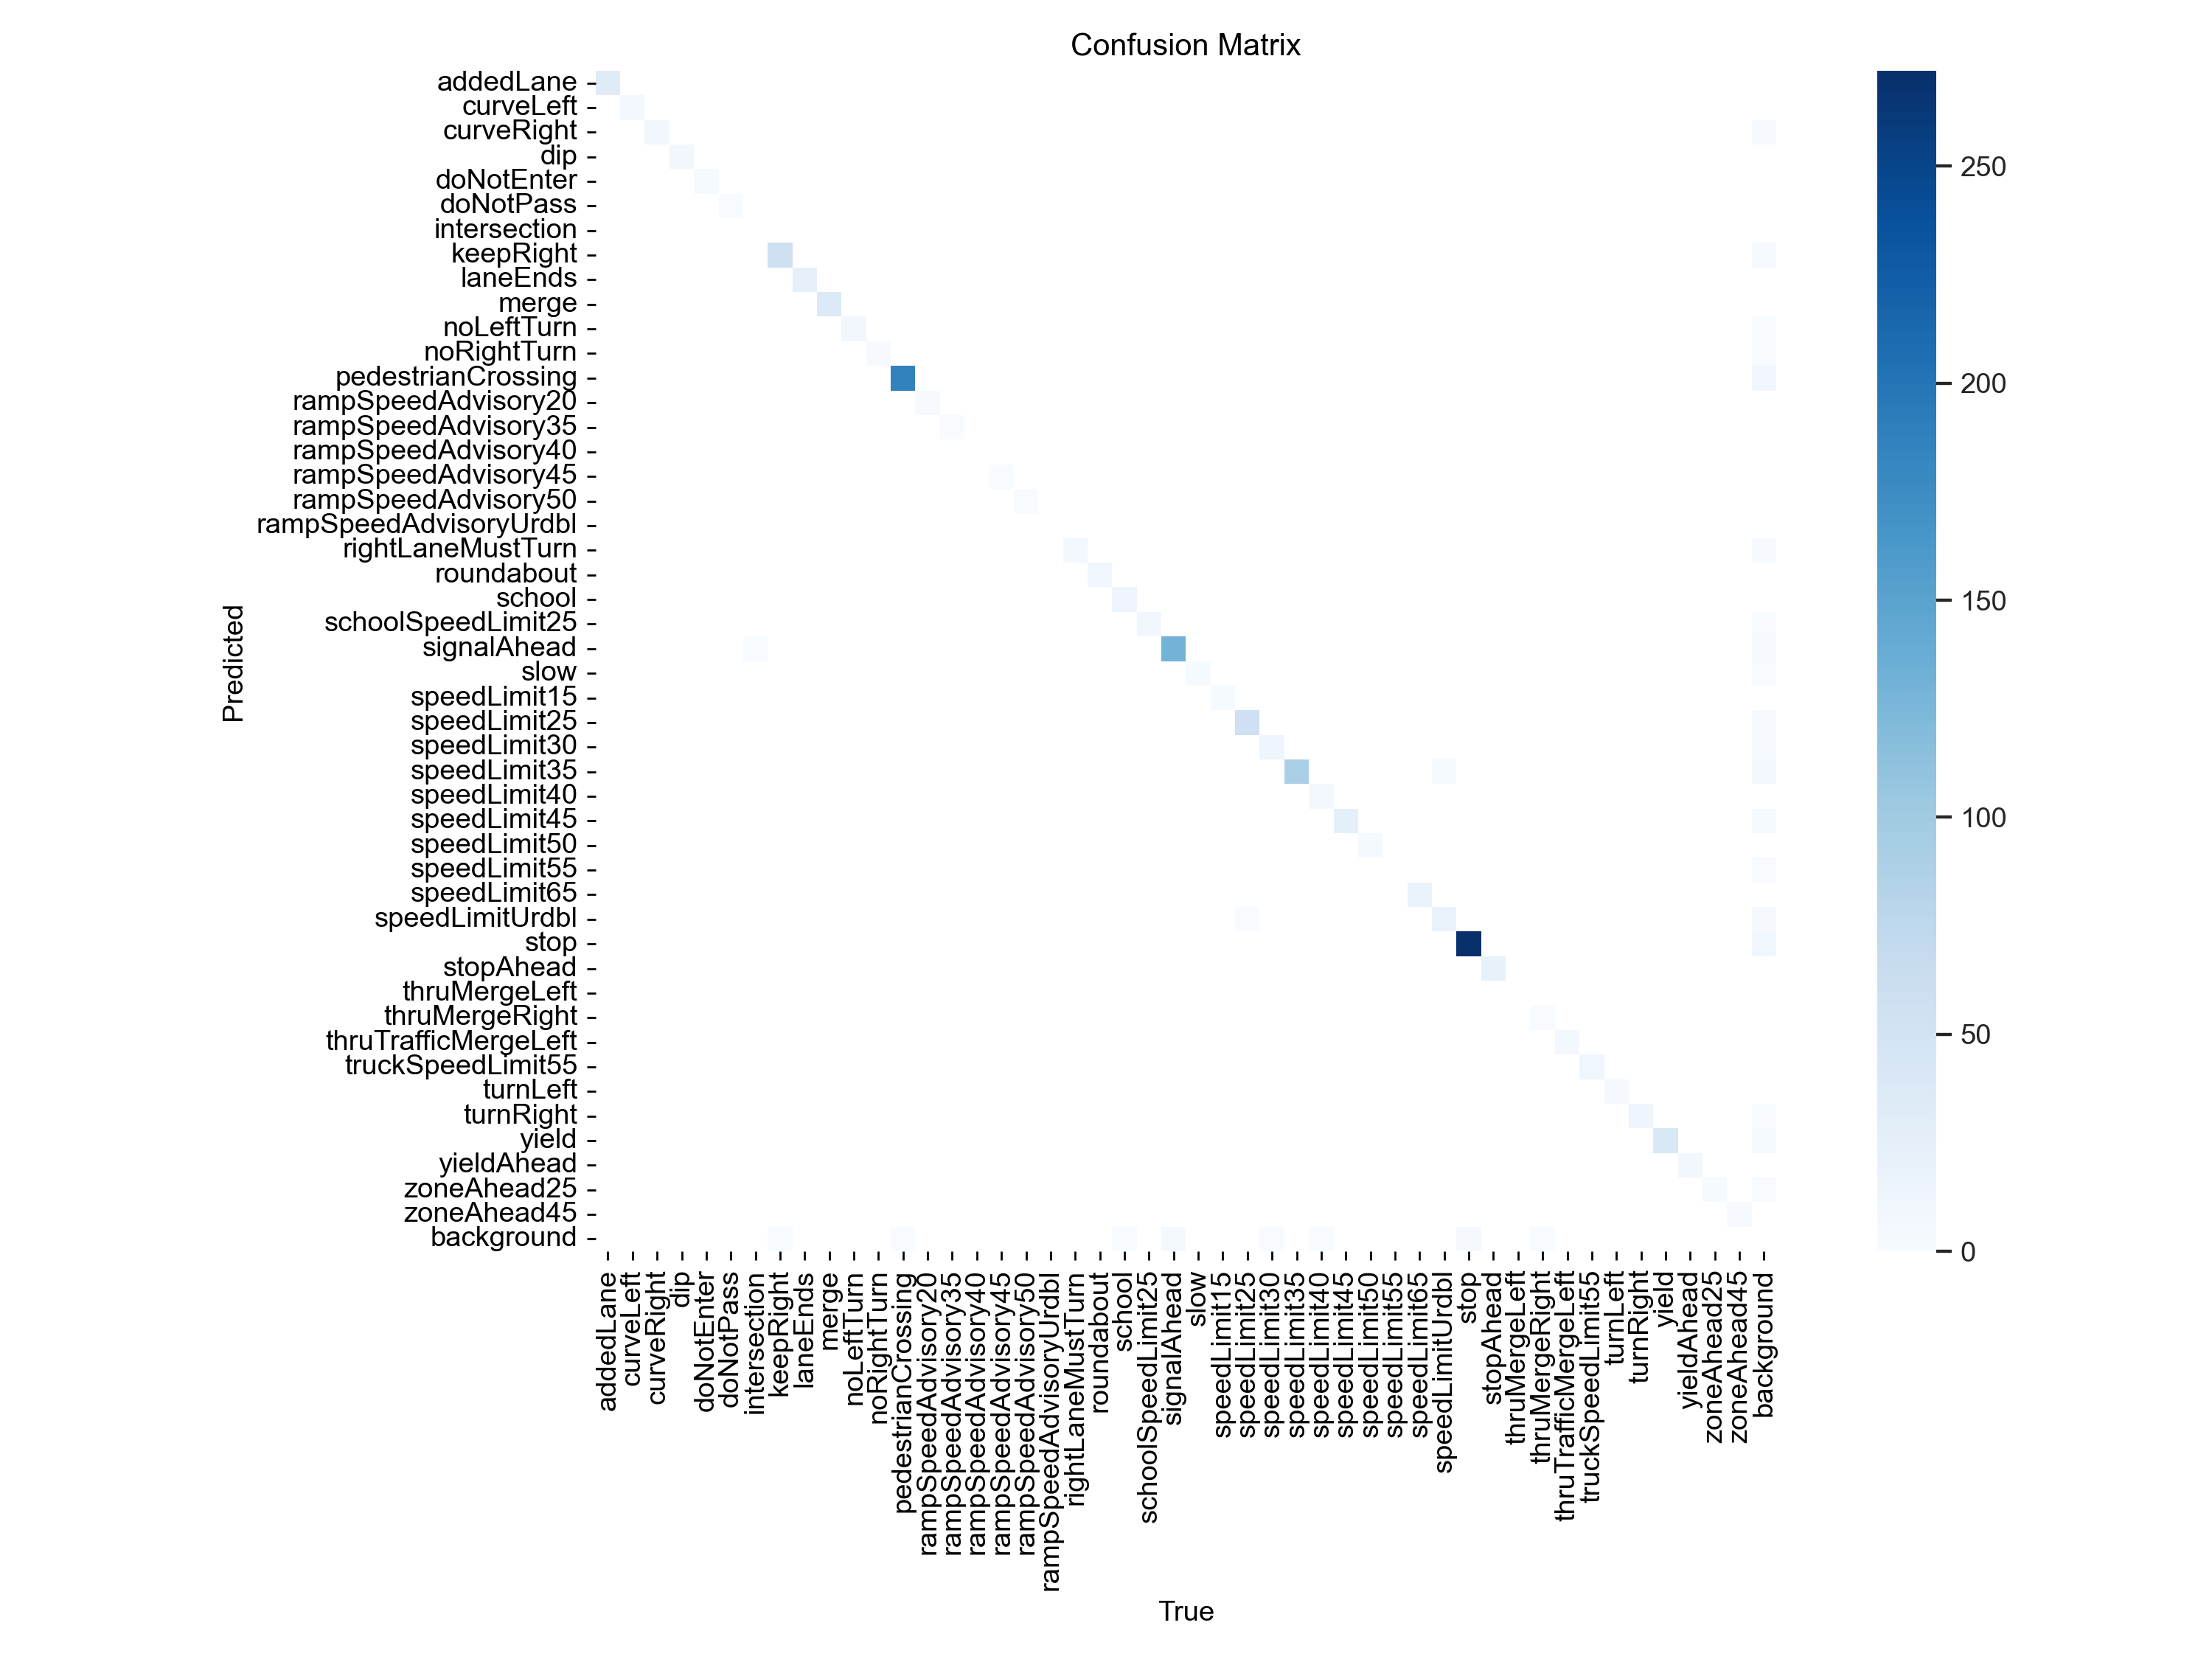 Confusion Matrix
Predicted
addedLane
curveLeft
curveRight
dip
doNotEnter
doNotPass
intersection
keepRight
laneEnds
merge
noLeftTurn
noRightTurn
pedestrianCrossing
rampSpeedAdvisory20
rampSpeedAdvisory35
rampSpeedAdvisory40
rampSpeedAdvisory45
rampSpeedAdvisory50
rampSpeedAdvisoryUrdbl
rightLaneMustTurn
roundabout
school
schoolSpeedLimit25
signalAhead
slow
speedLimit15
speedLimit25
speedLimit30
speedLimit35
speedLimit40
speedLimit45
speedLimit50
speedLimit55
speedLimit65
speedLimitUrdbl
stop
stopAhead
thruMergeLeft
thruMergeRight
thruTrafficMergeLeft
truckSpeedLimit55
turnLeft
turnRight
yield
yieldAhead
zoneAhead25
zoneAhead45
background
addedLane
curveLeft
curveRight
dip
doNotEnter
doNotPass
intersection
keepRight
laneEnds
merge
noLeftTurn
noRightTurn
pedestrianCrossing
rampSpeedAdvisory20
rampSpeedAdvisory35
rampSpeedAdvisory40
rampSpeedAdvisory45
rampSpeedAdvisory50
rampSpeedAdvisoryUrdbl
rightLaneMustTurn
roundabout
school
schoolSpeedLimit25
signalAhead
slow
speedLimit15
speedLimit25
speedLimit30
speedLimit35
speedLimit40
speedLimit45
speedLimit50
speedLimit55
speedLimit65
speedLimitUrdbl
stop
stopAhead
thruMergeLeft
thruMergeRight
thruTrafficMergeLeft
truckSpeedLimit55
turnLeft
turnRight
yield
yieldAhead
zoneAhead25
zoneAhead45
background
True
250
200
150
100
50
0